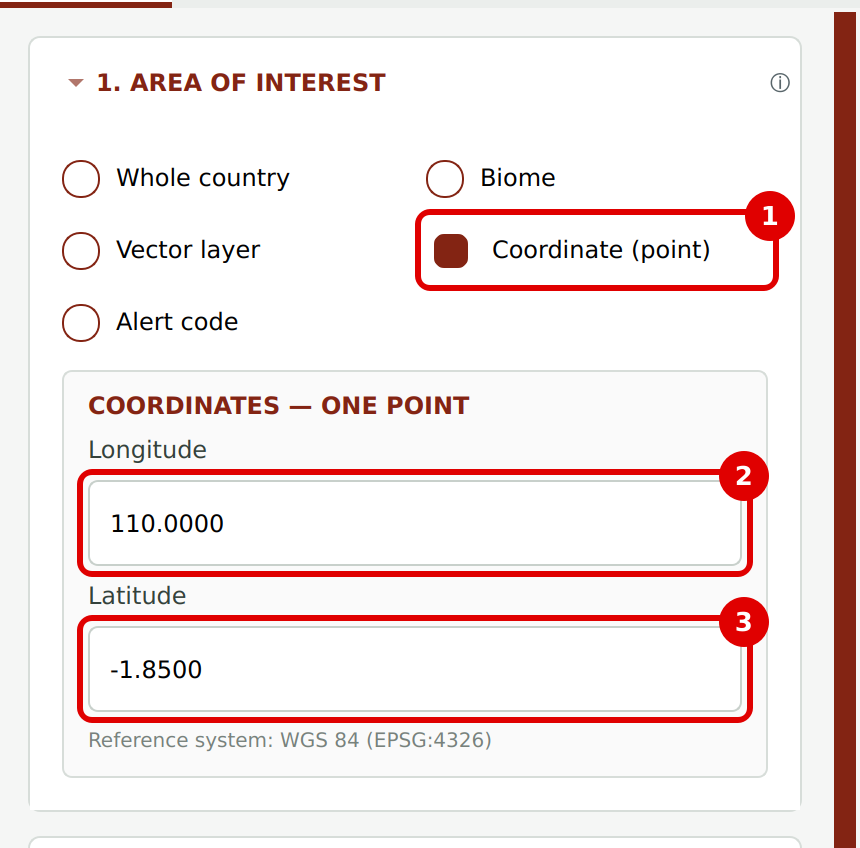 1. AREA OF INTEREST ⓘ
Whole country
Biome
1
Vector layer
Coordinate (point)
Alert code
COORDINATES — ONE POINT
Longitude
2
110.0000
Latitude
3
-1.8500
Reference system: WGS 84 (EPSG:4326)